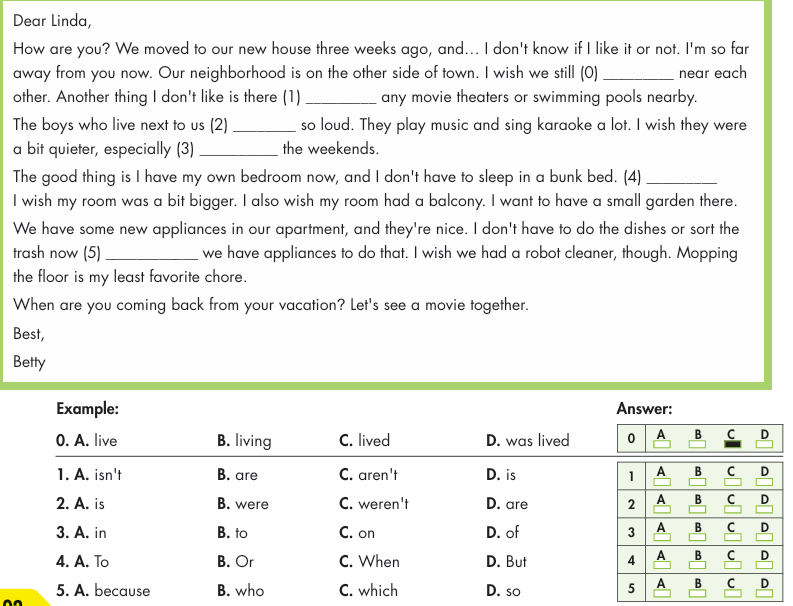 Dear Linda,
How are you? We moved to our new house three weeks ago, and... I don't know if I like it or not. I'm so far
away from you now. Our neighborhood is on the other side of town. I wish we still (0) _________ near each
other. Another thing I don't like is there (1) _________ any movie theaters or swimming pools nearby.
The boys who live next to us (2) ________ so loud. They play music and sing karaoke a lot. I wish they were
a bit quieter, especially (3) __________ the weekends.
The good thing is I have my own bedroom now, and I don't have to sleep in a bunk bed. (4) _________
I wish my room was a bit bigger. I also wish my room had a balcony. I want to have a small garden there.
We have some new appliances in our apartment, and they're nice. I don't have to do the dishes or sort the
trash now (5) ____________ we have appliances to do that. I wish we had a robot cleaner, though. Mopping
the floor is my least favorite chore.
When are you coming back from your vacation? Let's see a movie together.
Best,
Betty
Example: Answer:
0. A. live B. living C. lived D. was lived 0 A B C D
1. A. isn't B. are C. aren't D. is 1 A B C D
2. A. is B. were C. weren't D. are 2 A B C D
3. A. in B. to C. on D. of 3 A B C D
4. A. To B. Or C. When D. But 4 A B C D
5. A. because B. who C. which D. so 5 A B C D